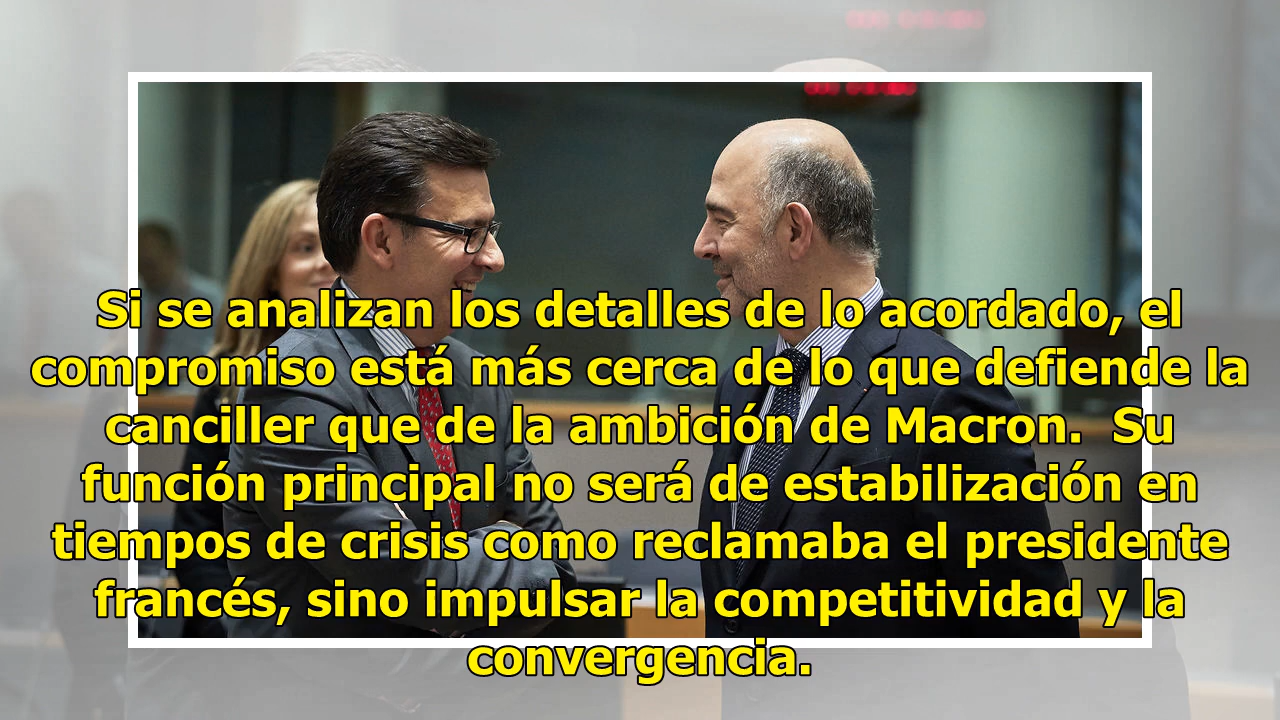 Si se analizan los detalles de lo acordado, el
compromiso está más cerca de lo que defiende la
canciller que de la ambición de Macron.  Su
función principal no será de estabilización en
tiempos de crisis como reclamaba el presidente
francés, sino impulsar la competitividad y la
convergencia.